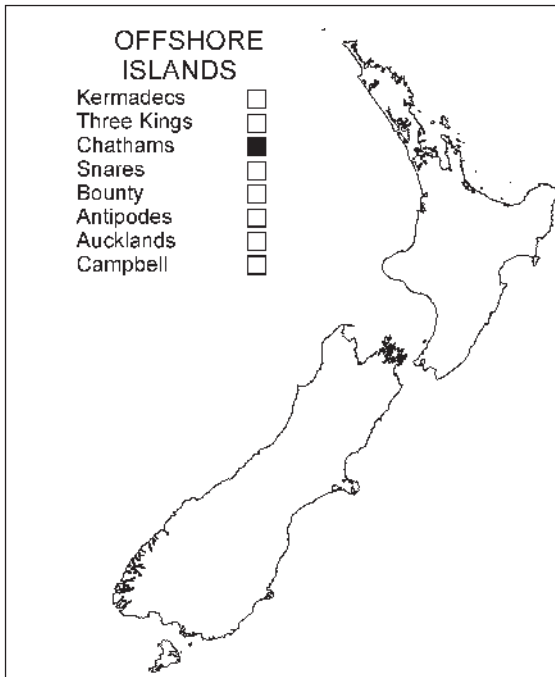 OFFSHORE
ISLANDS
Kermadecs
Three Kings
Chathams
Snares
Bounty
Antipodes
Aucklands
Campbell